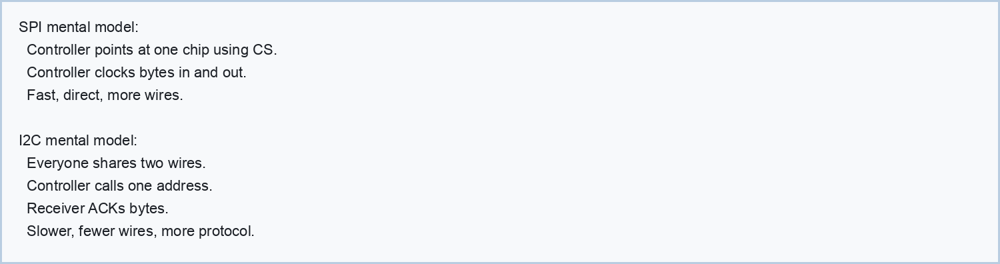 SPI mental model:
Controller points at one chip using CS.
Controller clocks bytes in and out.
Fast, direct, more wires.
I2C mental model:
Everyone shares two wires.
Controller calls one address.
Receiver ACKs bytes.
Slower, fewer wires, more protocol.